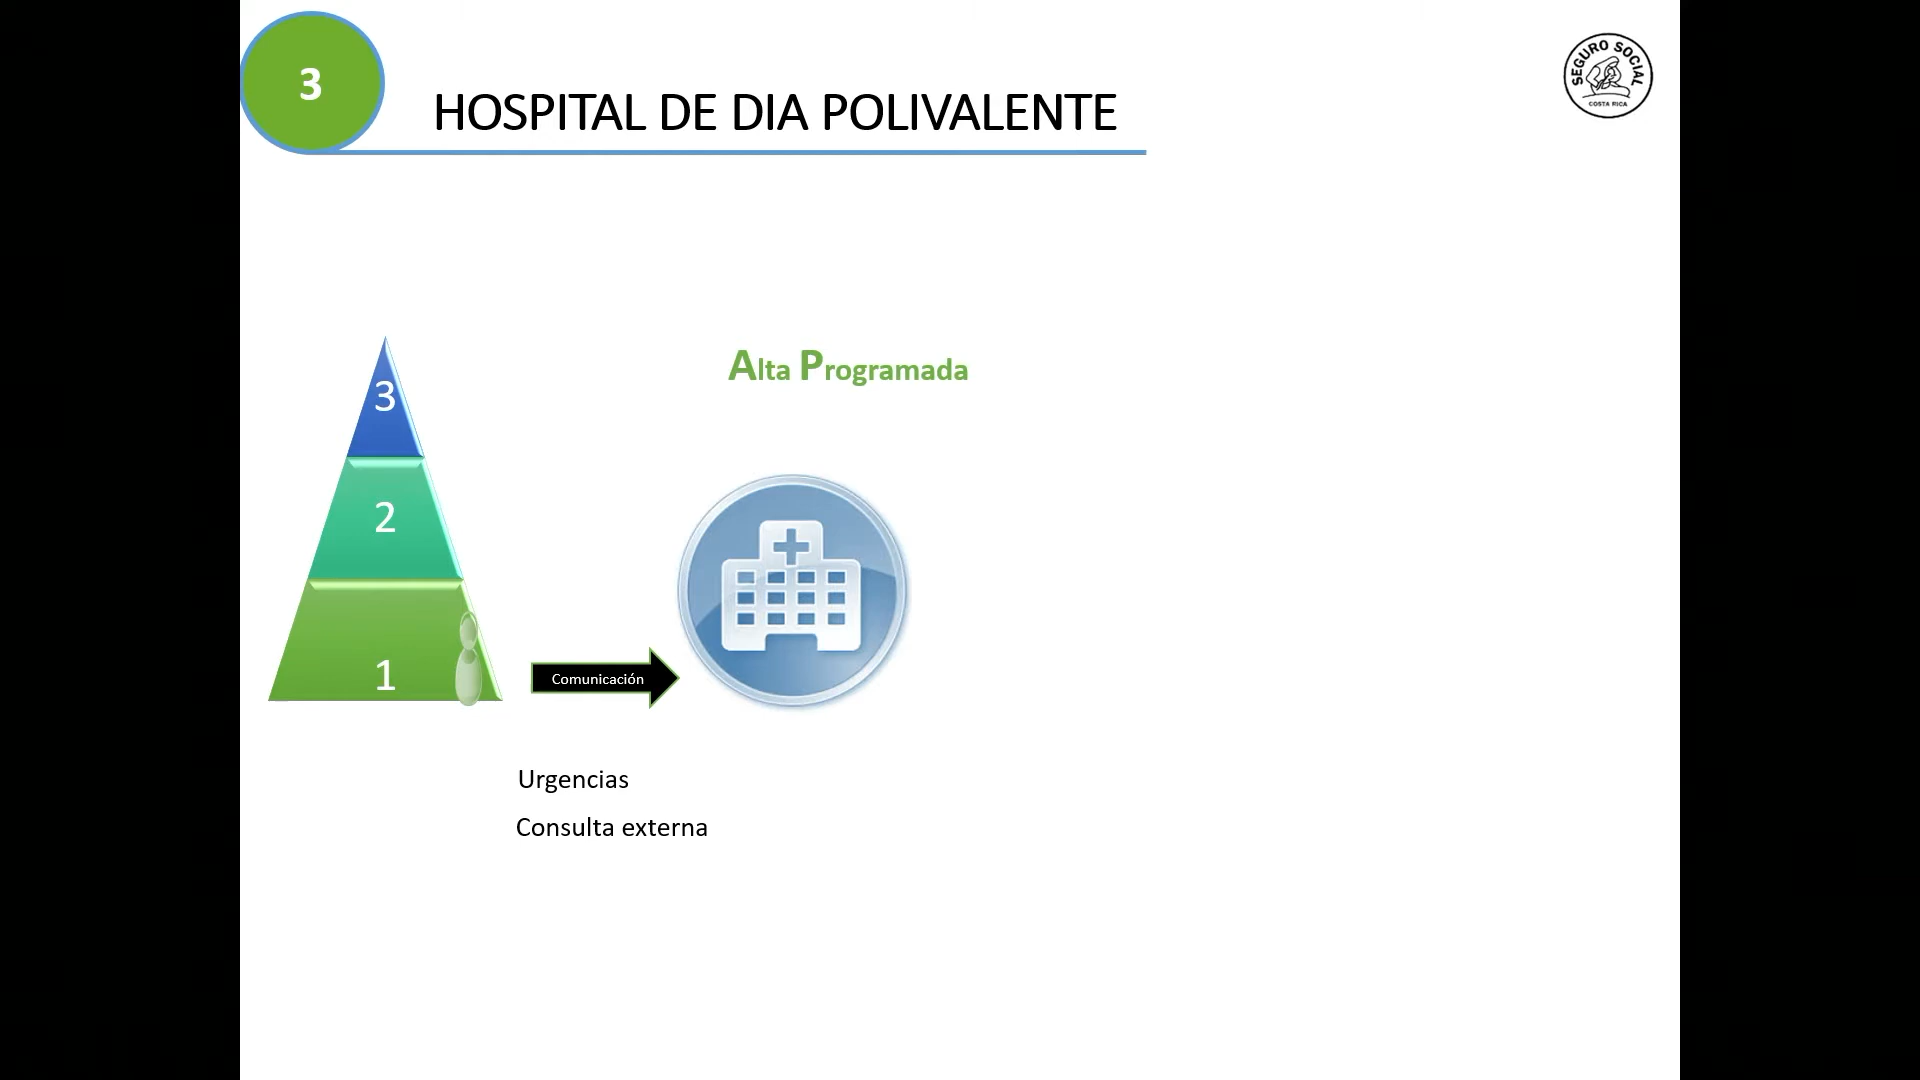 3
HOSPITAL DE DIA POLIVALENTE
SEGURO SOCIAL
COSTA RICA
Alta Programada
3
2
1
Comunicación
Urgencias
Consulta externa